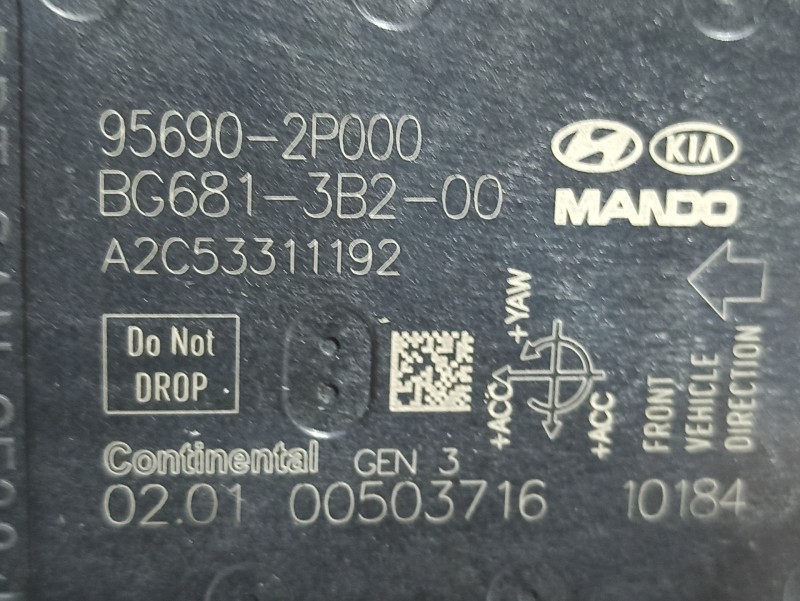 95690-2P000
KIA
BG681-3B2-00
MANDO
A2C53311192
Do Not
DROP
+YAW
+ACC
+ACC
FRONT
VEHICLE
DIRECTION
Continental GEN 3
02.01 00503716 10184